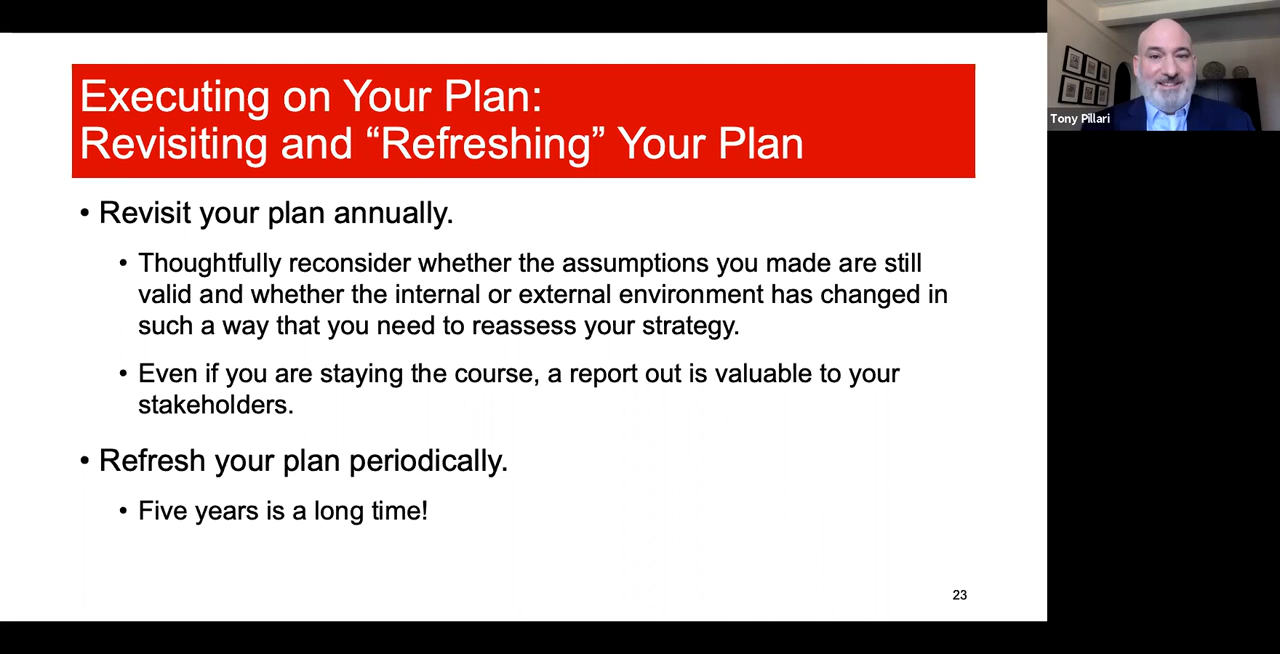 Executing on Your Plan:
Revisiting and “Refreshing” Your Plan
• Revisit your plan annually.
• Thoughtfully reconsider whether the assumptions you made are still
valid and whether the internal or external environment has changed in
such a way that you need to reassess your strategy.
• Even if you are staying the course, a report out is valuable to your
stakeholders.
• Refresh your plan periodically.
• Five years is a long time!
23
Tony Pillari